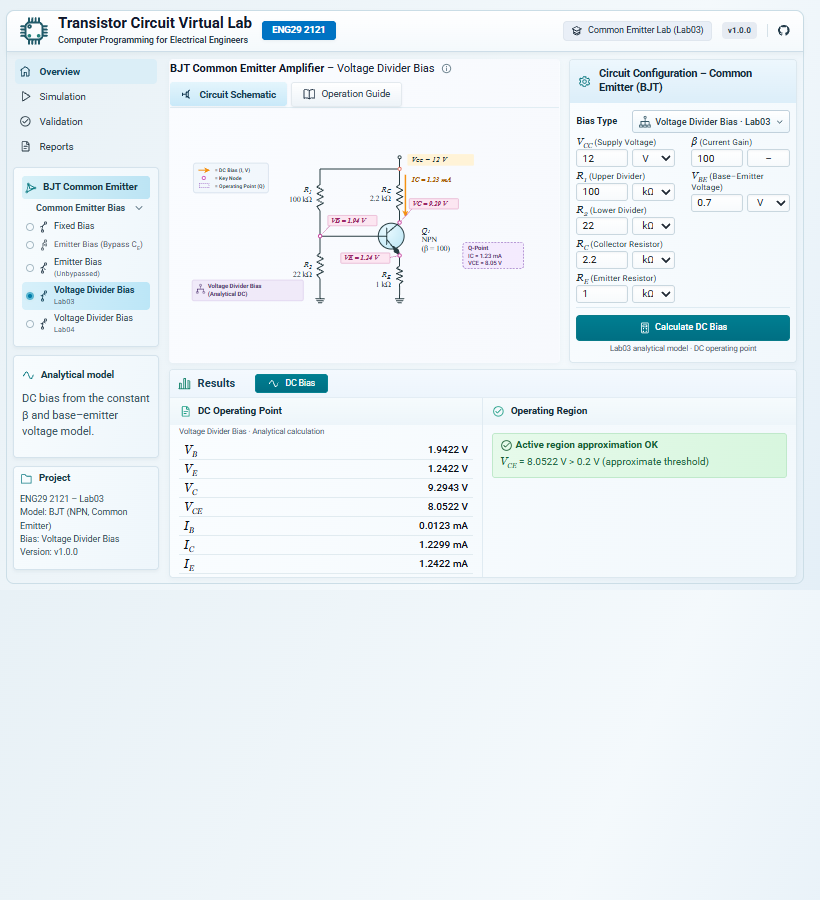 Transistor Circuit Virtual Lab
Computer Programming for Electrical Engineers
ENG29 2121
Common Emitter Lab (Lab03)
v1.0.0
Overview
Simulation
Validation
Reports
BJT Common Emitter
Common Emitter Bias
Fixed Bias
Emitter Bias (Bypass CE)
Emitter Bias
(Unbypassed)
Voltage Divider Bias
Lab03
Voltage Divider Bias
Lab04
Analytical model
DC bias from the constant
β and base–emitter
voltage model.
Project
ENG29 2121 – Lab03
Model: BJT (NPN, Common
Emitter)
Bias: Voltage Divider Bias
Version: v1.0.0
BJT Common Emitter Amplifier – Voltage Divider Bias
Circuit Schematic
Operation Guide
= DC Bias (I, V)
= Key Node
= Operating Point (Q)
Vcc = 12 V
IC = 1.23 mA
R1
100 kΩ
RC
2.2 kΩ
VC = 9.29 V
VB = 1.94 V
Q1
NPN
(β = 100)
VE = 1.24 V
Q-Point
IC = 1.23 mA
VCE = 8.05 V
R2
22 kΩ
RE
1 kΩ
Voltage Divider Bias
(Analytical DC)
Circuit Configuration – Common
Emitter (BJT)
Bias Type
Voltage Divider Bias · Lab03
VCC (Supply Voltage)
12 V
R1 (Upper Divider)
100 kΩ
R2 (Lower Divider)
22 kΩ
RC (Collector Resistor)
2.2 kΩ
RE (Emitter Resistor)
1 kΩ
β (Current Gain)
100 –
VBE (Base–Emitter
Voltage)
0.7 V
Calculate DC Bias
Lab03 analytical model · DC operating point
Results
DC Bias
DC Operating Point
Voltage Divider Bias · Analytical calculation
VB 1.9422 V
VE 1.2422 V
VC 9.2943 V
VCE 8.0522 V
IB 0.0123 mA
IC 1.2299 mA
IE 1.2422 mA
Operating Region
Active region approximation OK
VCE = 8.0522 V > 0.2 V (approximate threshold)